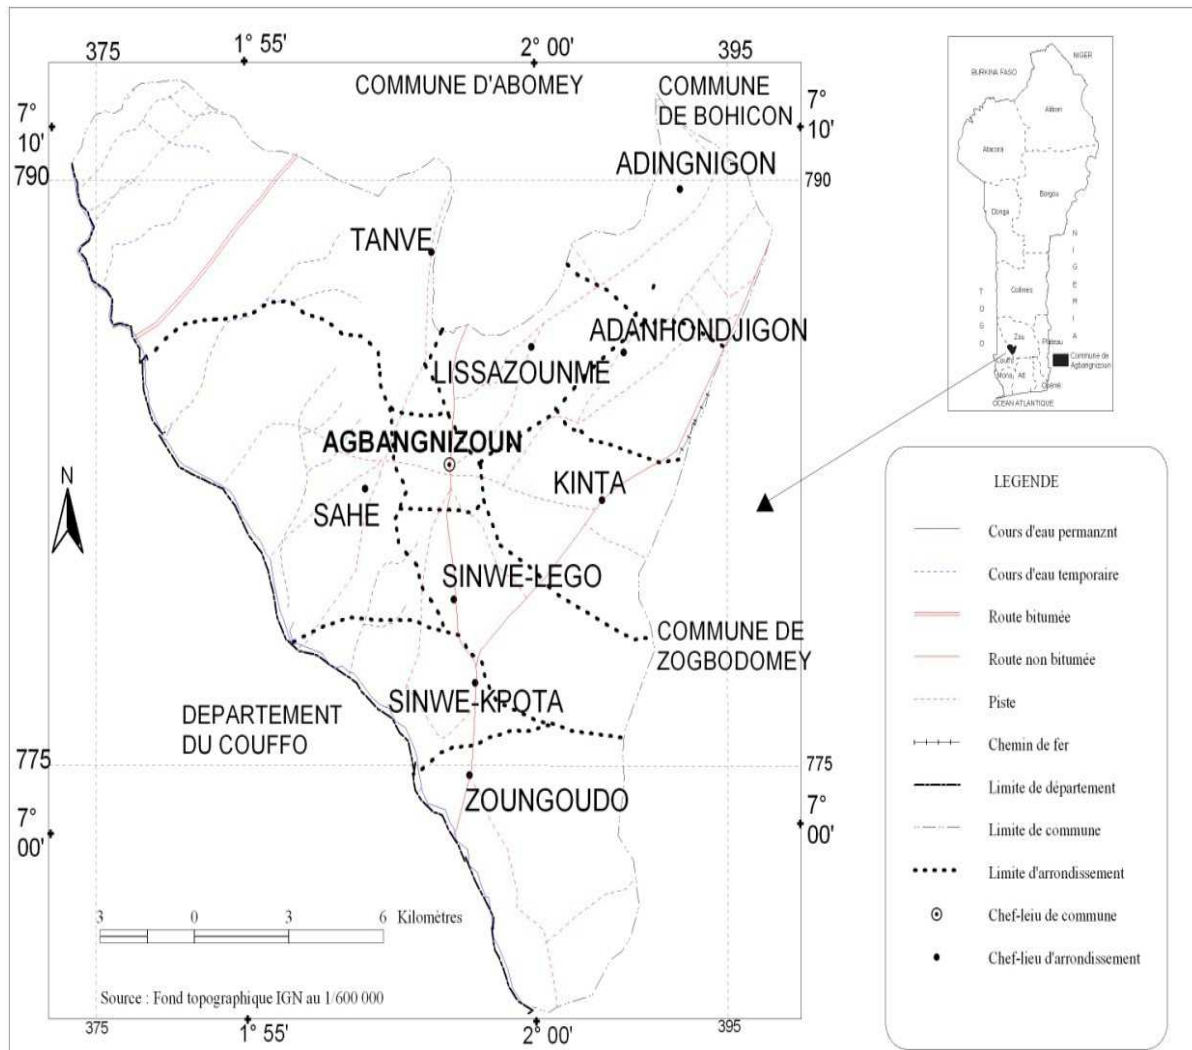 375
1° 55'
2° 00'
395
COMMUNE D'ABOMEY
COMMUNE
DE BOHICON
7°
10'
7°
10'
790
790
ADINGNIGON
TANVE
ADANHONDJIGON
LISSAZOUNME
AGBANGNIZOUN
KINTA
SAHE
SINWE-LEGO
COMMUNE DE
ZOGBODOMEY
SINWE-KPOTA
DEPARTEMENT
DU COUFFO
775
775
ZOUNGOUDO
7°
00'
7°
00'
3 0 3 6 Kilomètres
Source : Fond topographique IGN au 1/600 000
375
1° 55'
2° 00'
395
N
NIGER
BURKINA FASO
Alibori
Atacora
Borgou
Donga
NIGERIA
TOGO
Collines
Zou
Plateau
Couffo
Mono
Atl
Commune de
Agbangnizoun
OCEAN ATLANTIQUE
LEGENDE
Cours d'eau permanznt
Cours d'eau temporaire
Route bitumée
Route non bitumée
Piste
Chemin de fer
Limite de département
Limite de commune
Limite d'arrondissement
Chef-leiu de commune
Chef-lieu d'arrondissement